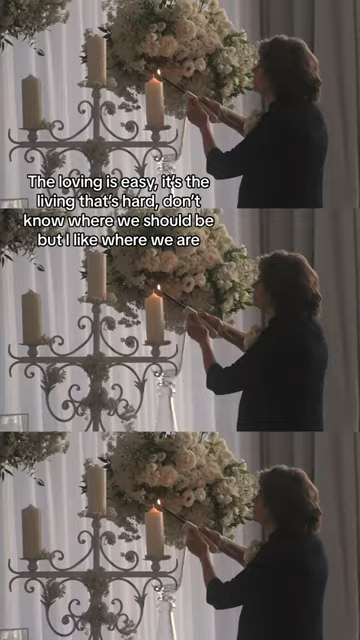 The loving is easy, it's the
living that's hard, don't
know where we should be
but I like where we are